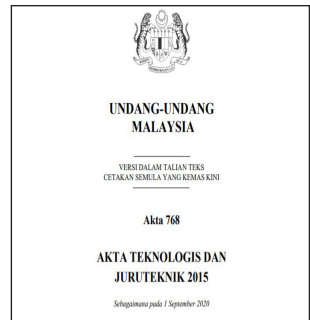 UNDANG-UNDANG
MALAYSIA
VERSI DALAM TALIAN TEKS
CETAKAN SEMULA YANG KEMAS KINI
Akta 768
AKTA TEKNOLOGIS DAN
JURUTEKNIK 2015
Sebagaimana pada 1 September 2020